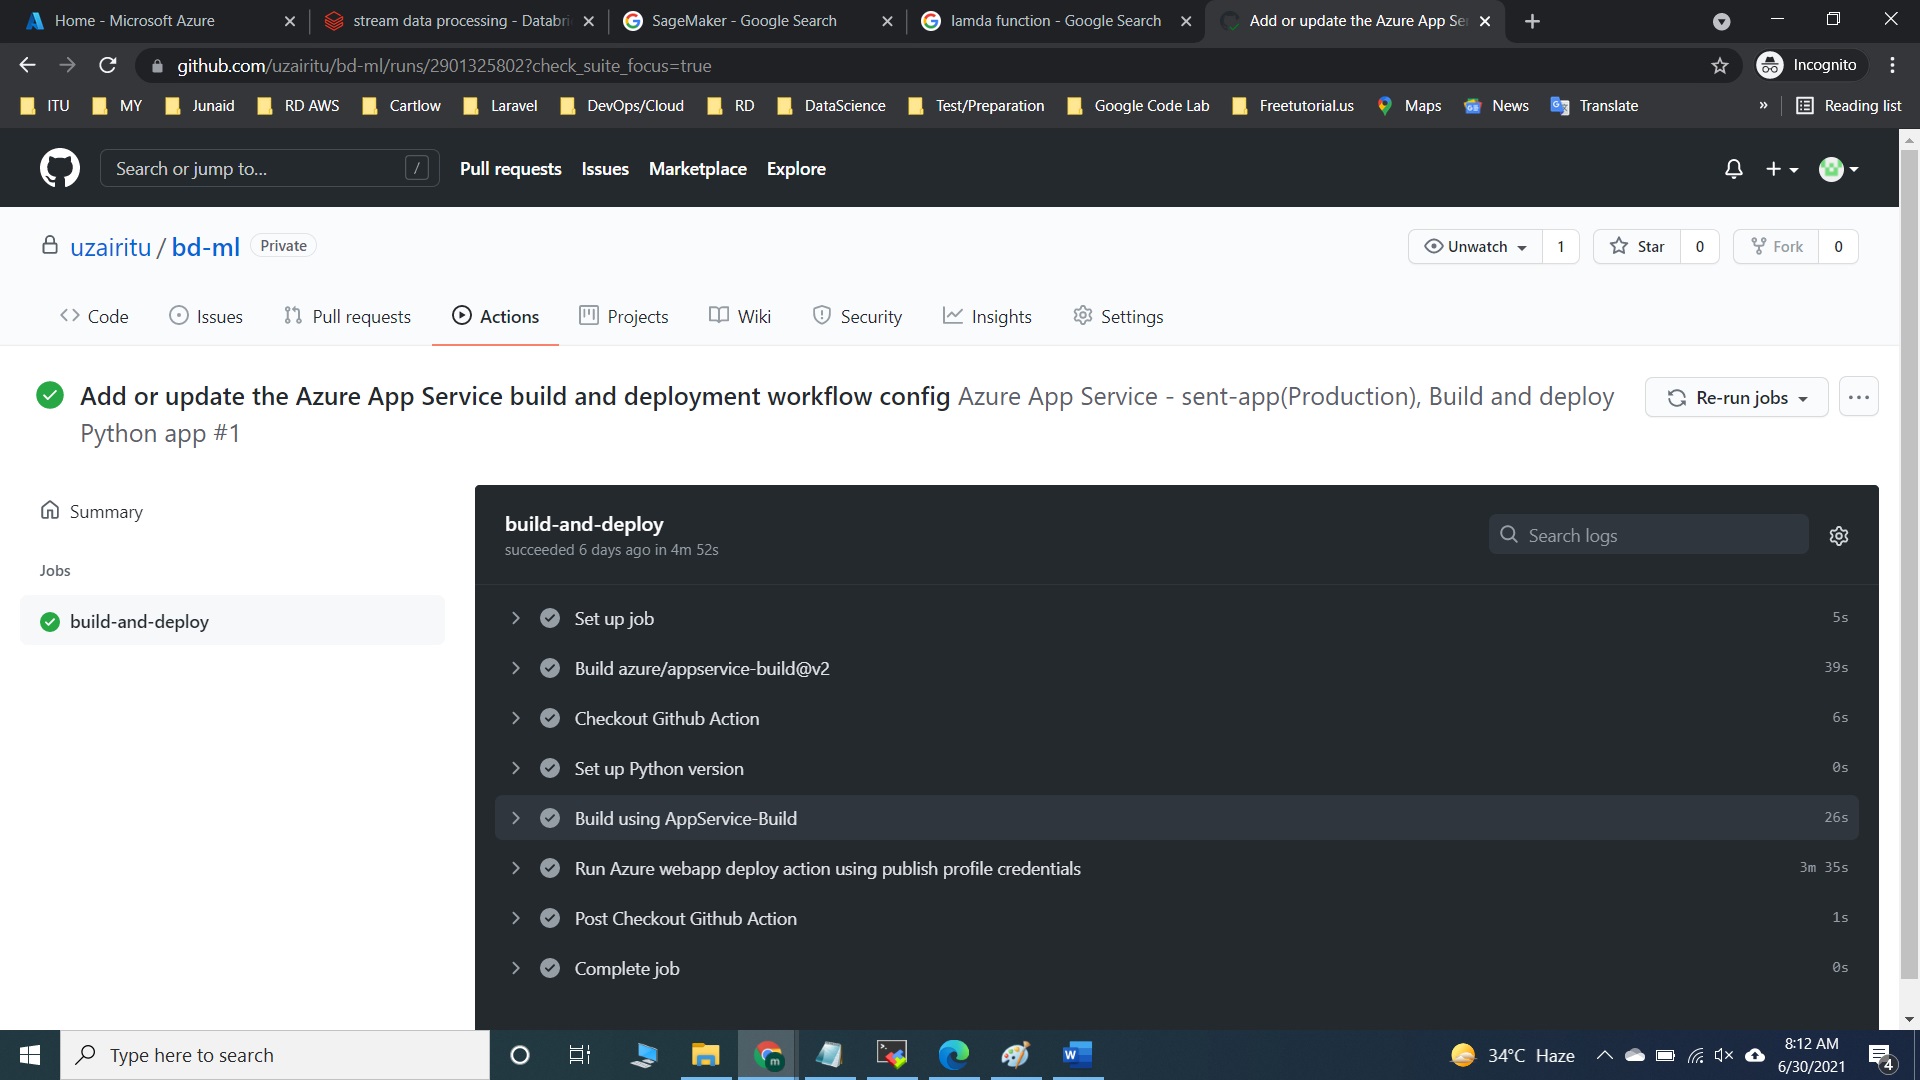 Home - Microsoft Azure
stream data processing - Databri
SageMaker - Google Search
lamda function - Google Search
Add or update the Azure App Se
github.com/uzairitu/bd-ml/runs/2901325802?check_suite_focus=true
Incognito
ITU MY Junaid RD AWS Cartlow Laravel DevOps/Cloud RD DataScience Test/Preparation Google Code Lab Freetutorial.us Maps News Translate » Reading list
Search or jump to... / Pull requests Issues Marketplace Explore
uzairitu / bd-ml Private Unwatch 1 Star 0 Fork 0
Code Issues Pull requests Actions Projects Wiki Security Insights Settings
Add or update the Azure App Service build and deployment workflow config Azure App Service - sent-app(Production), Build and deploy
Python app #1
Re-run jobs
Summary
Jobs
build-and-deploy
build-and-deploy
succeeded 6 days ago in 4m 52s
Search logs
Set up job 5s
Build azure/appservice-build@v2 39s
Checkout Github Action 6s
Set up Python version 0s
Build using AppService-Build 26s
Run Azure webapp deploy action using publish profile credentials 3m 35s
Post Checkout Github Action 1s
Complete job 0s
Type here to search
34°C Haze
8:12 AM
6/30/2021
4